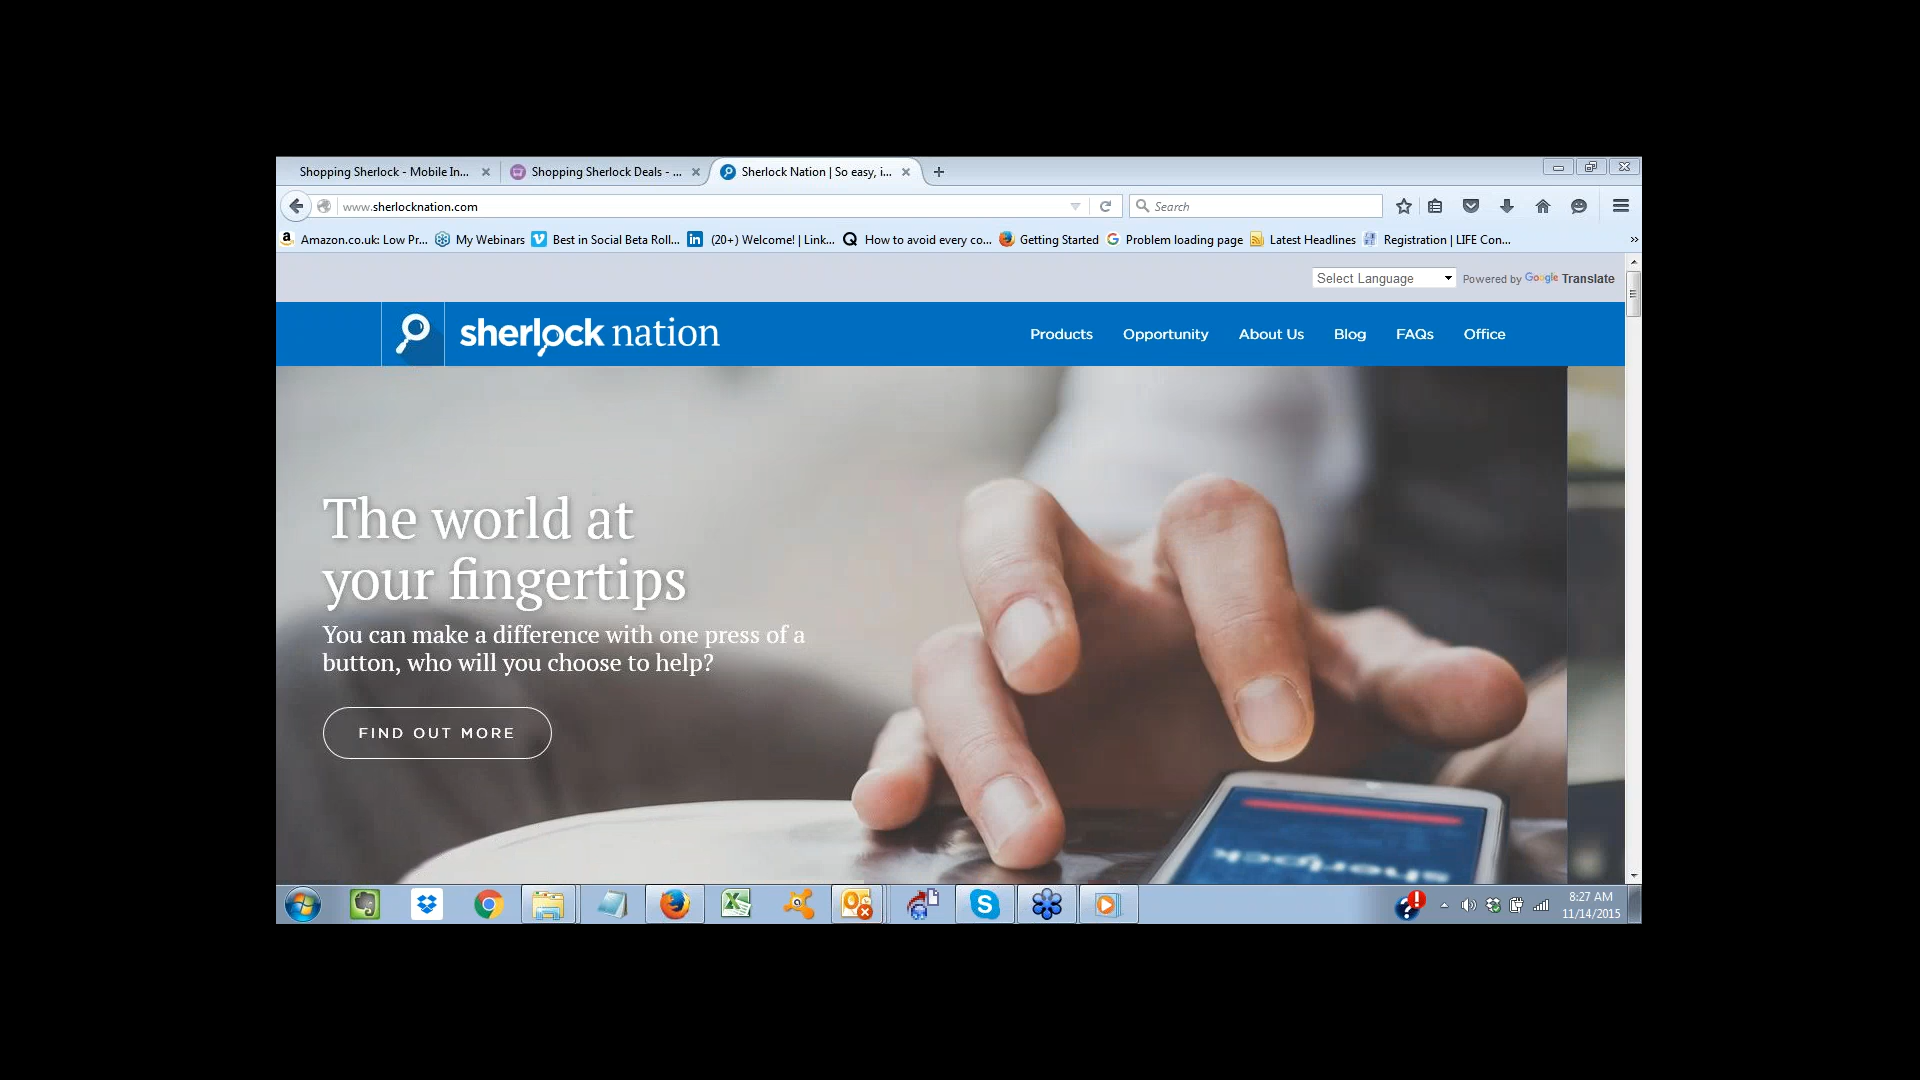 Shopping Sherlock - Mobile In...
Shopping Sherlock Deals - ...
Sherlock Nation | So easy, i...
www.sherlocknation.com
Search
Amazon.co.uk: Low Pr...
My Webinars
Best in Social Beta Roll...
(20+) Welcome! | Link...
How to avoid every co...
Getting Started
Problem loading page
Latest Headlines
Registration | LIFE Con...
Select Language
Powered by Google Translate
sherlock nation
Products
Opportunity
About Us
Blog
FAQs
Office
The world at
your fingertips
You can make a difference with one press of a
button, who will you choose to help?
FIND OUT MORE
sherlock
8:27 AM
11/14/2015